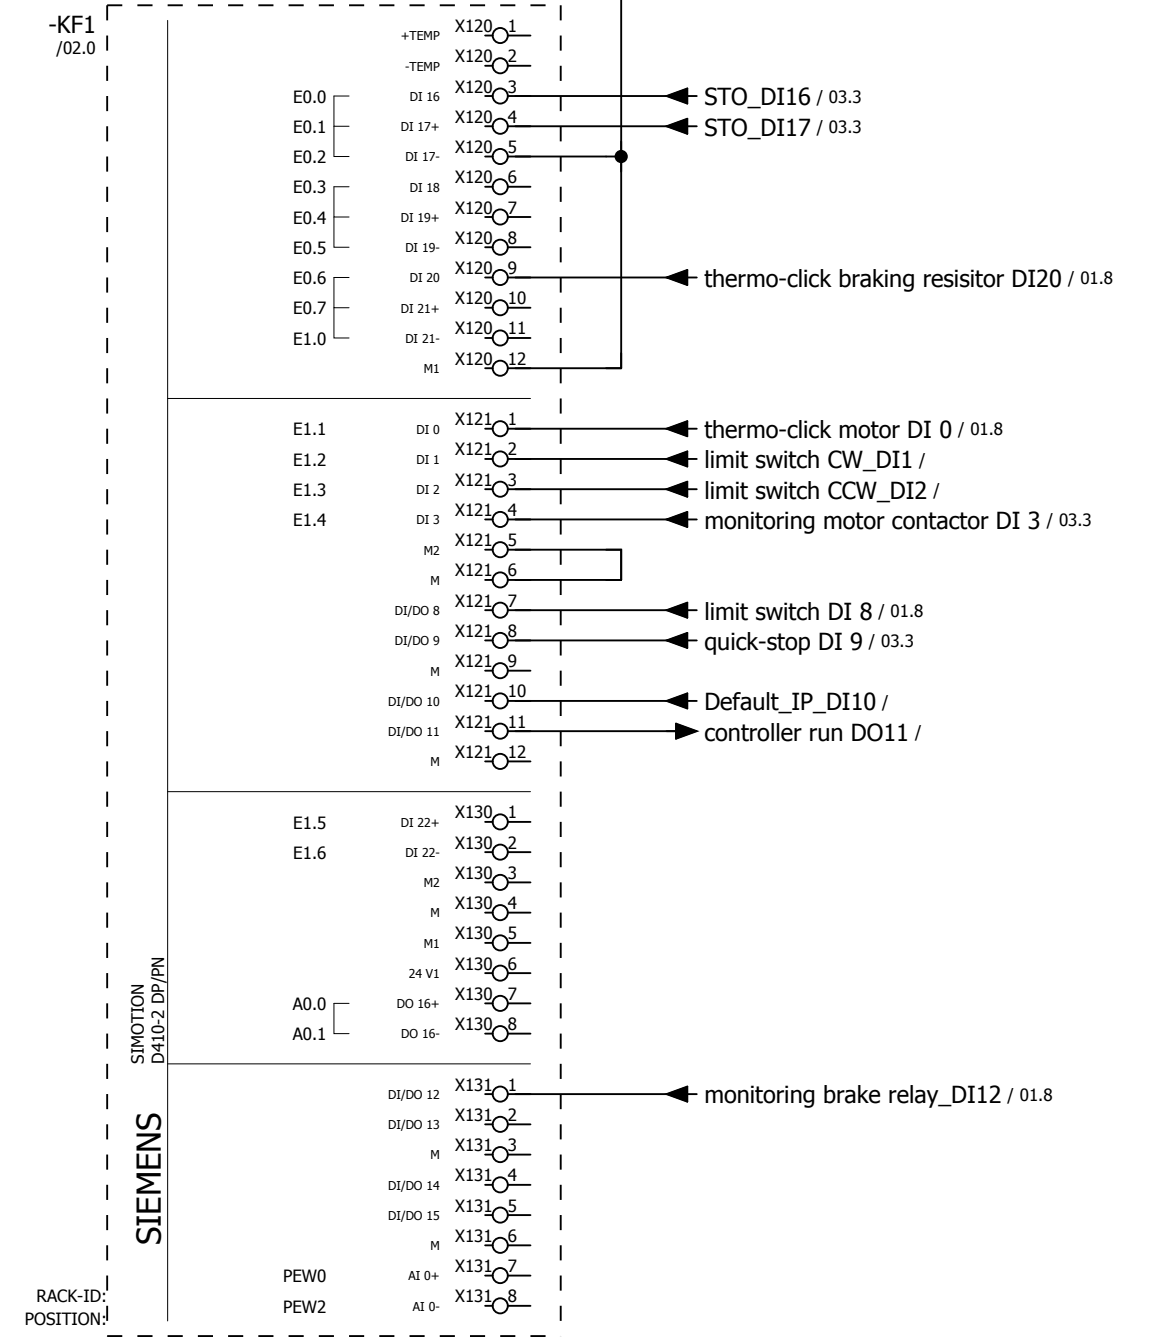 -KF1
/02.0
+TEMP X120 1
-TEMP X120 2
E0.0 DI 16 X120 3 STO_DI16 / 03.3
E0.1 DI 17+ X120 4 STO_DI17 / 03.3
E0.2 DI 17- X120 5
E0.3 DI 18 X120 6
E0.4 DI 19+ X120 7
E0.5 DI 19- X120 8
E0.6 DI 20 X120 9 thermo-click braking resisitor DI20 / 01.8
E0.7 DI 21+ X120 10
E1.0 DI 21- X120 11
M1 X120 12
E1.1 DI 0 X121 1 thermo-click motor DI 0 / 01.8
E1.2 DI 1 X121 2 limit switch CW_DI1 /
E1.3 DI 2 X121 3 limit switch CCW_DI2 /
E1.4 DI 3 X121 4 monitoring motor contactor DI 3 / 03.3
M2 X121 5
M X121 6
DI/DO 8 X121 7 limit switch DI 8 / 01.8
DI/DO 9 X121 8 quick-stop DI 9 / 03.3
M X121 9
DI/DO 10 X121 10 Default_IP_DI10 /
DI/DO 11 X121 11 controller run DO11 /
M X121 12
E1.5 DI 22+ X130 1
E1.6 DI 22- X130 2
M2 X130 3
M X130 4
M1 X130 5
24 V1 X130 6
A0.0 DO 16+ X130 7
A0.1 DO 16- X130 8
SIMOTION
D410-2 DP/PN
DI/DO 12 X131 1 monitoring brake relay_DI12 / 01.8
DI/DO 13 X131 2
M X131 3
DI/DO 14 X131 4
DI/DO 15 X131 5
M X131 6
SIEMENS
PEW0 AI 0+ X131 7
PEW2 AI 0- X131 8
RACK-ID:
POSITION: